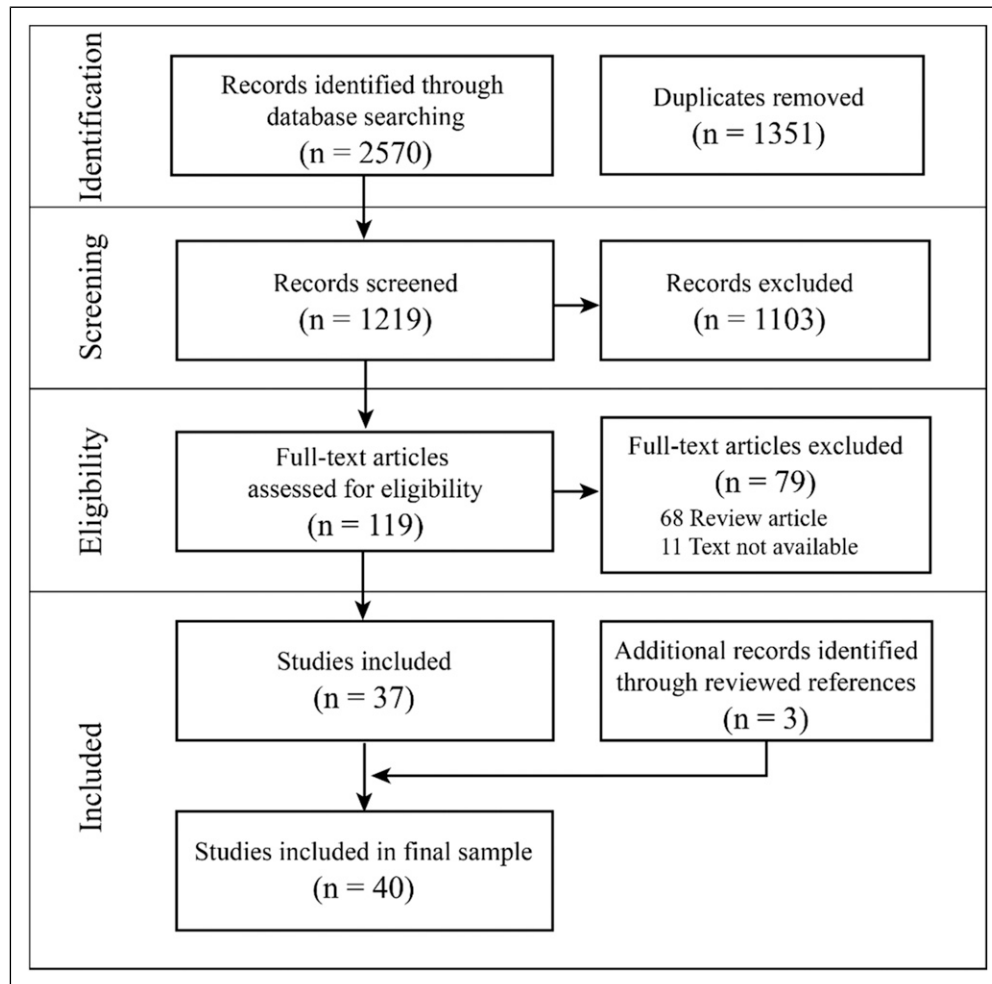 Identification
Records identified through
database searching
(n = 2570)
Duplicates removed
(n = 1351)
Screening
Records screened
(n = 1219)
Records excluded
(n = 1103)
Eligibility
Full-text articles
assessed for eligibility
(n = 119)
Full-text articles excluded
(n = 79)
68 Review article
11 Text not available
Included
Studies included
(n = 37)
Additional records identified
through reviewed references
(n = 3)
Studies included in final sample
(n = 40)